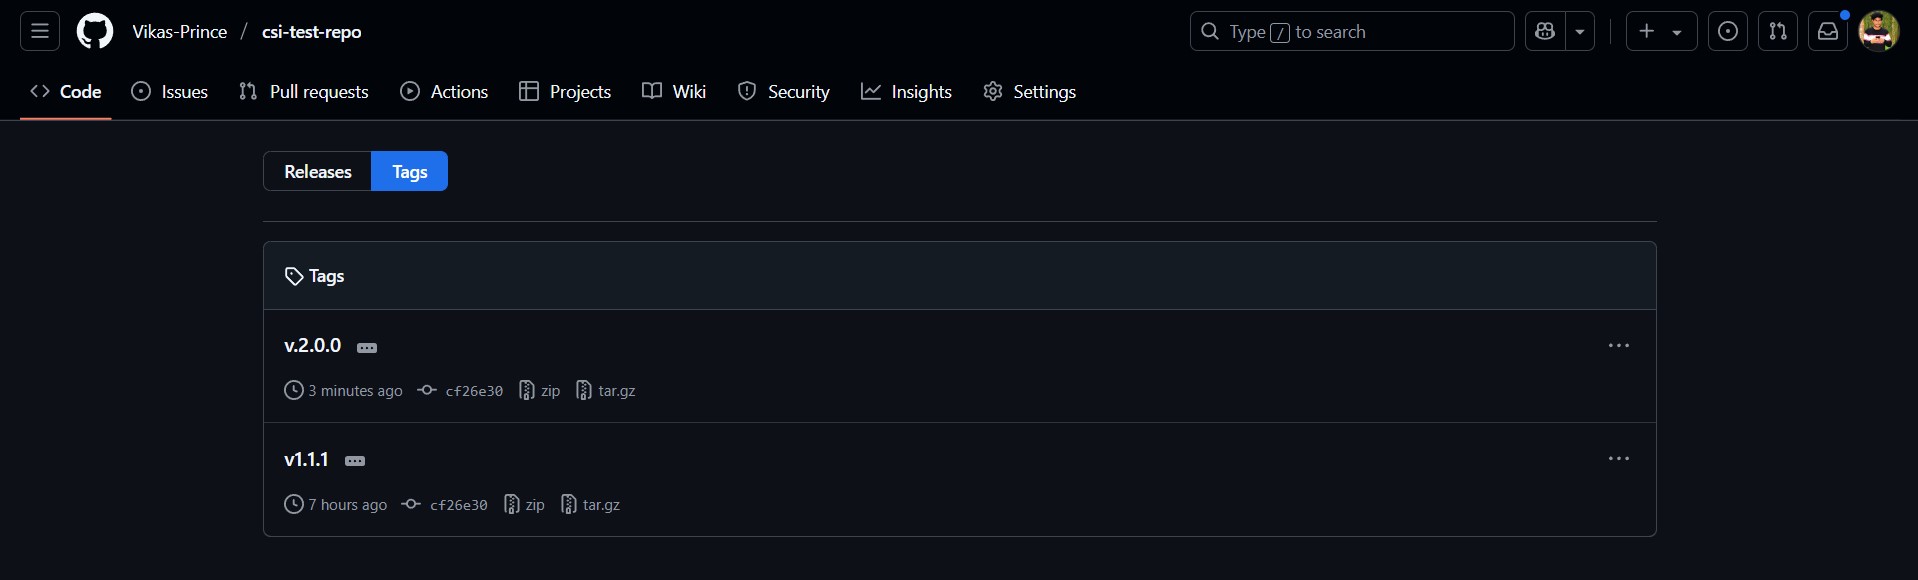 Vikas-Prince / csi-test-repo
Type / to search
Code Issues Pull requests Actions Projects Wiki Security Insights Settings
Releases Tags
Tags
v.2.0.0
3 minutes ago cf26e30 zip tar.gz
v1.1.1
7 hours ago cf26e30 zip tar.gz